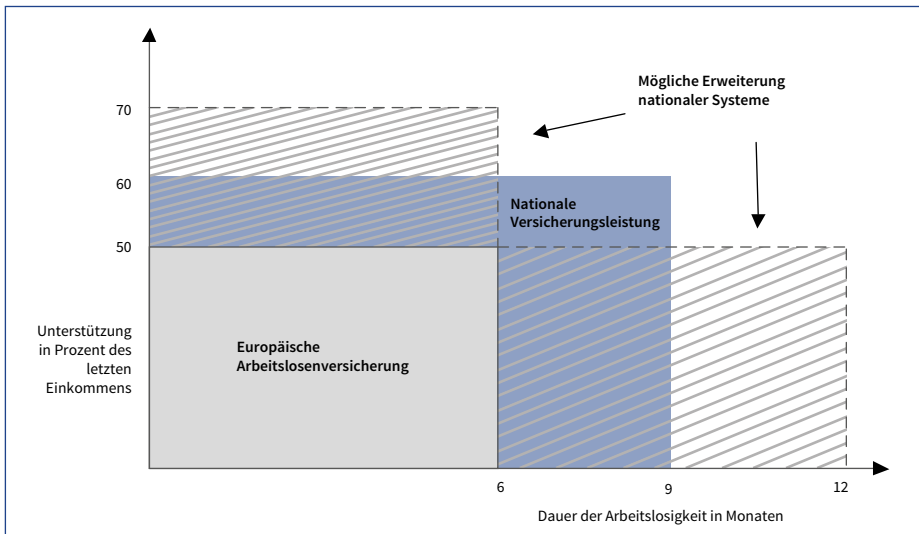 Mögliche Erweiterung
nationaler Systeme
70
60
50
Nationale
Versicherungsleistung
Unterstützung
in Prozent des
letzten
Einkommens
Europäische
Arbeitslosenversicherung
6
9
12
Dauer der Arbeitslosigkeit in Monaten